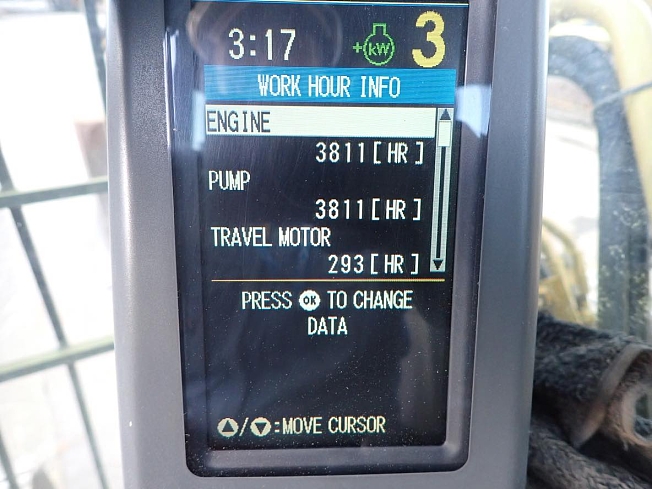 3:17 +kW 3
WORK HOUR INFO
ENGINE
3811[HR]
PUMP
3811[HR]
TRAVEL MOTOR
293[HR]
PRESS OK TO CHANGE
DATA
/ :MOVE CURSOR